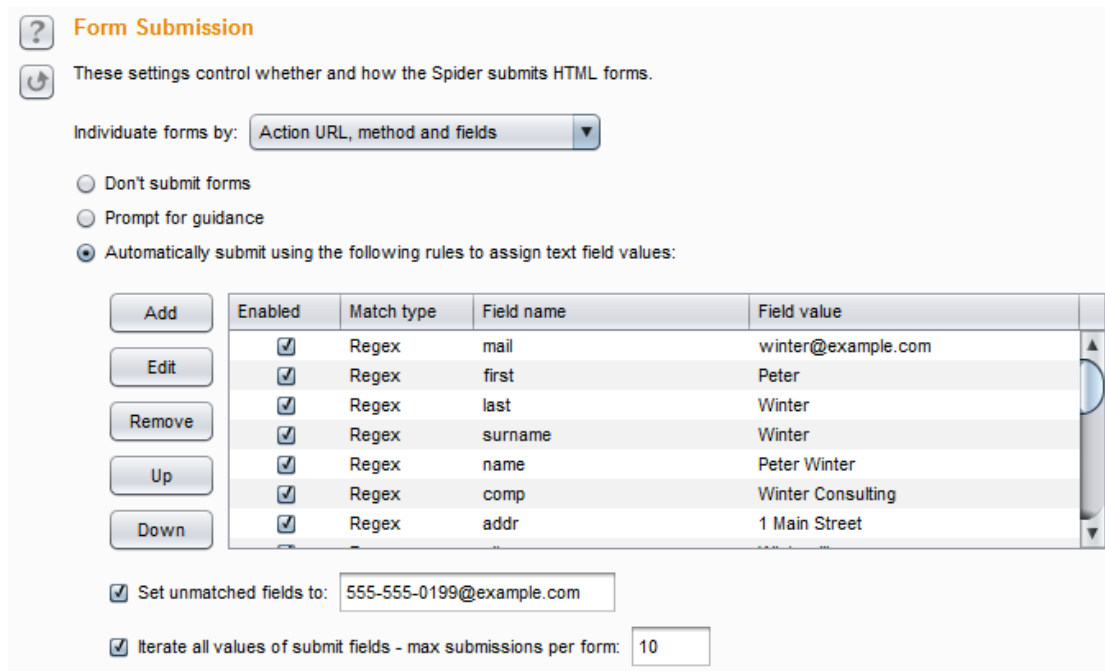 Form Submission
These settings control whether and how the Spider submits HTML forms.
Individuate forms by: Action URL, method and fields
Don't submit forms
Prompt for guidance
Automatically submit using the following rules to assign text field values:
Add
Edit
Remove
Up
Down
Enabled Match type Field name Field value
Regex mail winter@example.com
Regex first Peter
Regex last Winter
Regex surname Winter
Regex name Peter Winter
Regex comp Winter Consulting
Regex addr 1 Main Street
Set unmatched fields to: 555-555-0199@example.com
Iterate all values of submit fields - max submissions per form: 10